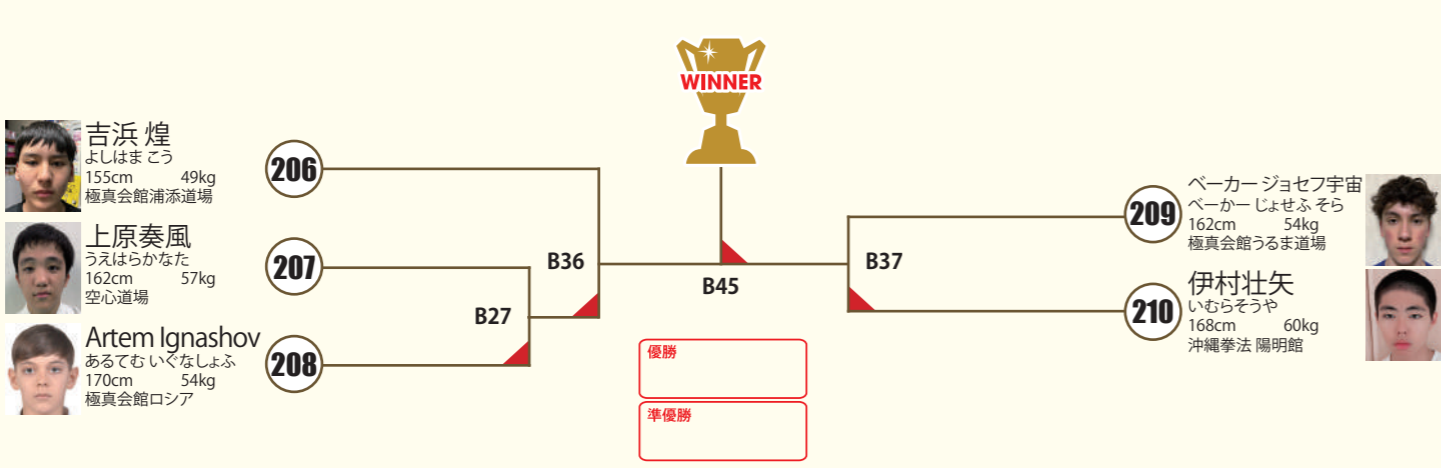 WINNER
吉浜 煌
よしはま こう
155cm 49kg
極真会館浦添道場
206
上原奏風
うえはらかなた
162cm 57kg
空心道場
207
Artem Ignashov
あるてむ いぐなしょふ
170cm 54kg
極真会館ロシア
208
B27
B36
B45
B37
209
ベーカー ジョセフ宇宙
べーかー じょせふ そら
162cm 54kg
極真会館うるま道場
210
伊村壮矢
いむらそうや
168cm 60kg
沖縄拳法 陽明館
優勝
準優勝